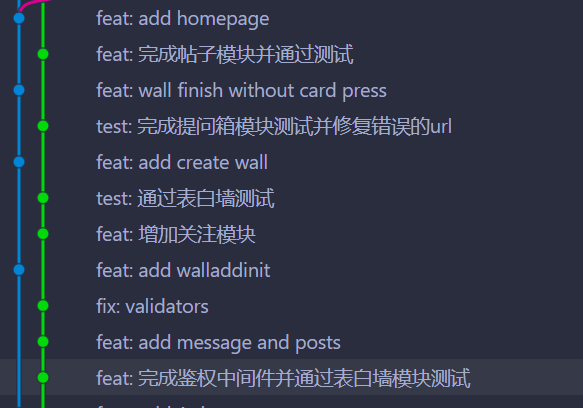 feat: add homepage
feat: 完成帖子模块并通过测试
feat: wall finish without card press
test: 完成提问箱模块测试并修复错误的url
feat: add create wall
test: 通过表白墙测试
feat: 增加关注模块
feat: add walladdinit
fix: validators
feat: add message and posts
feat: 完成鉴权中间件并通过表白墙模块测试